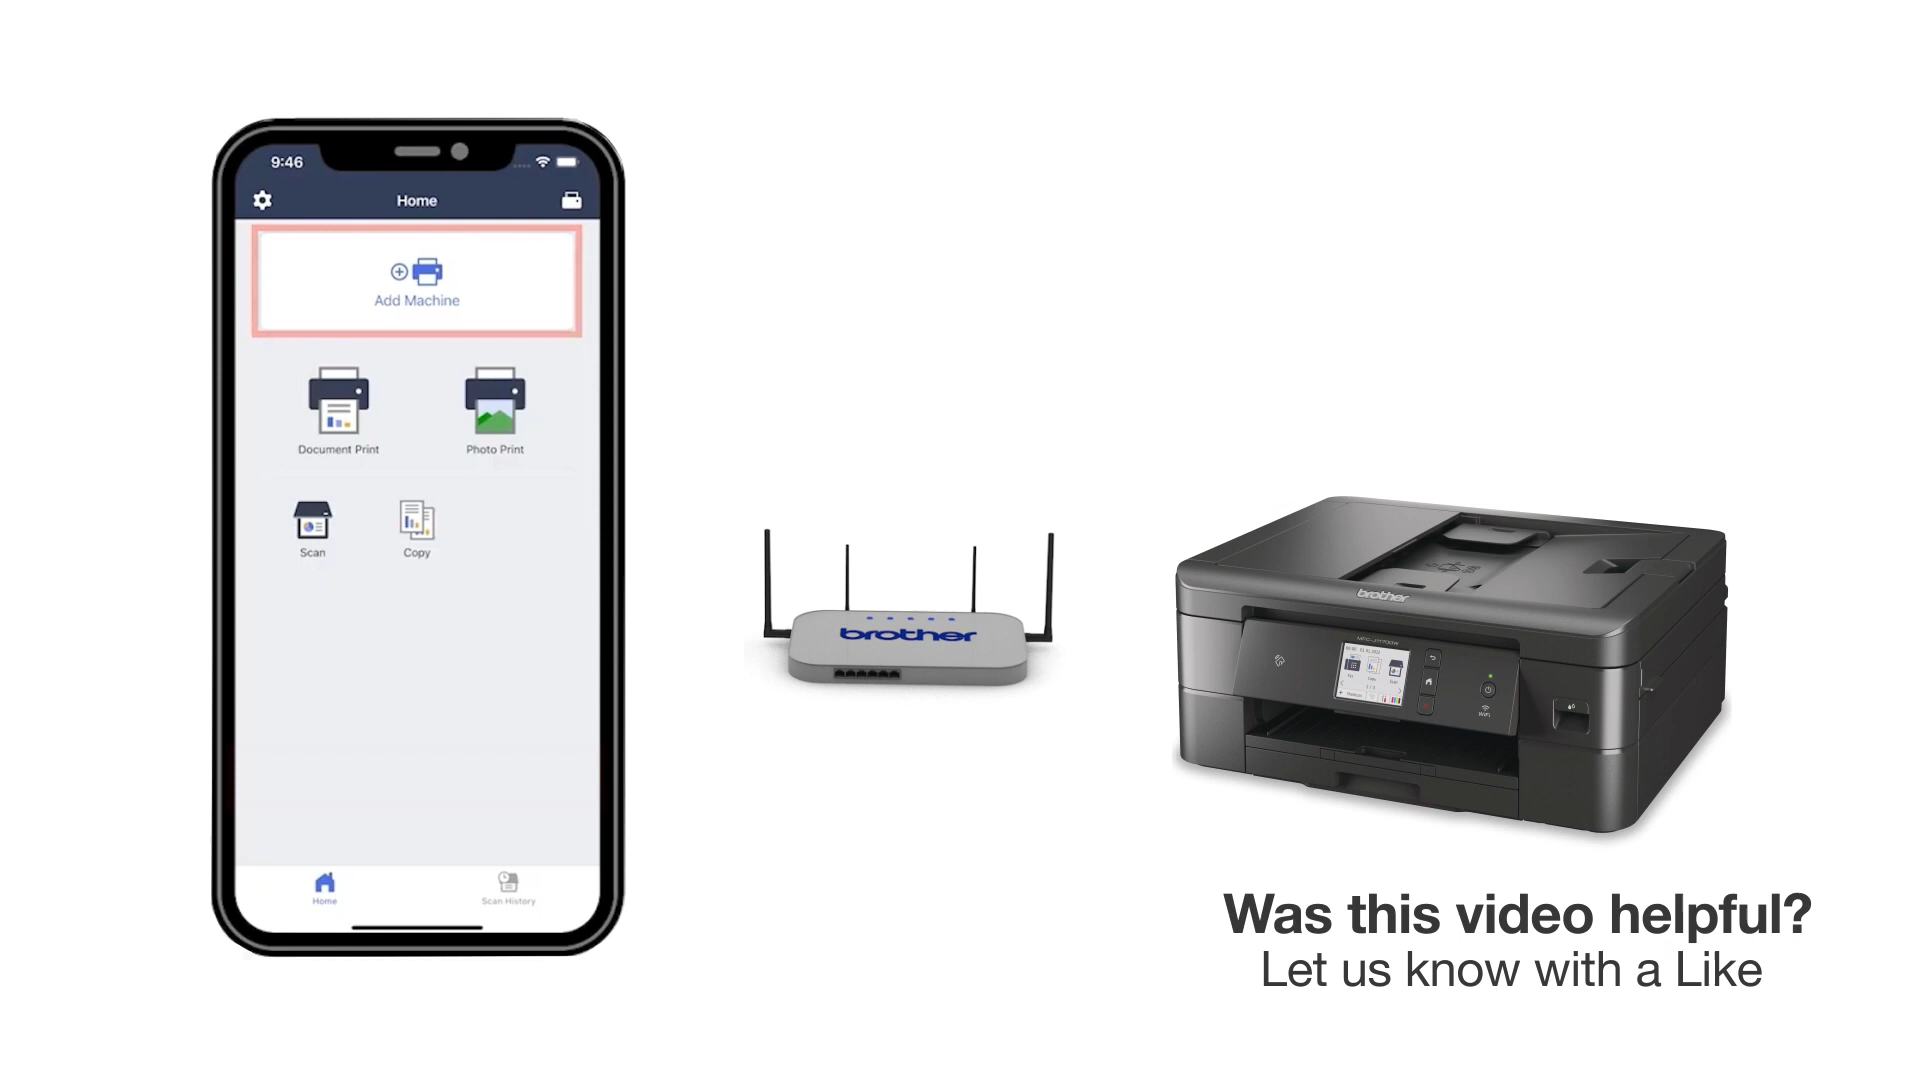 9:46
Home
Add Machine
Document Print
Photo Print
Scan
Copy
Home
Scan History
brother
brother
WiFi
Was this video helpful?
Let us know with a Like